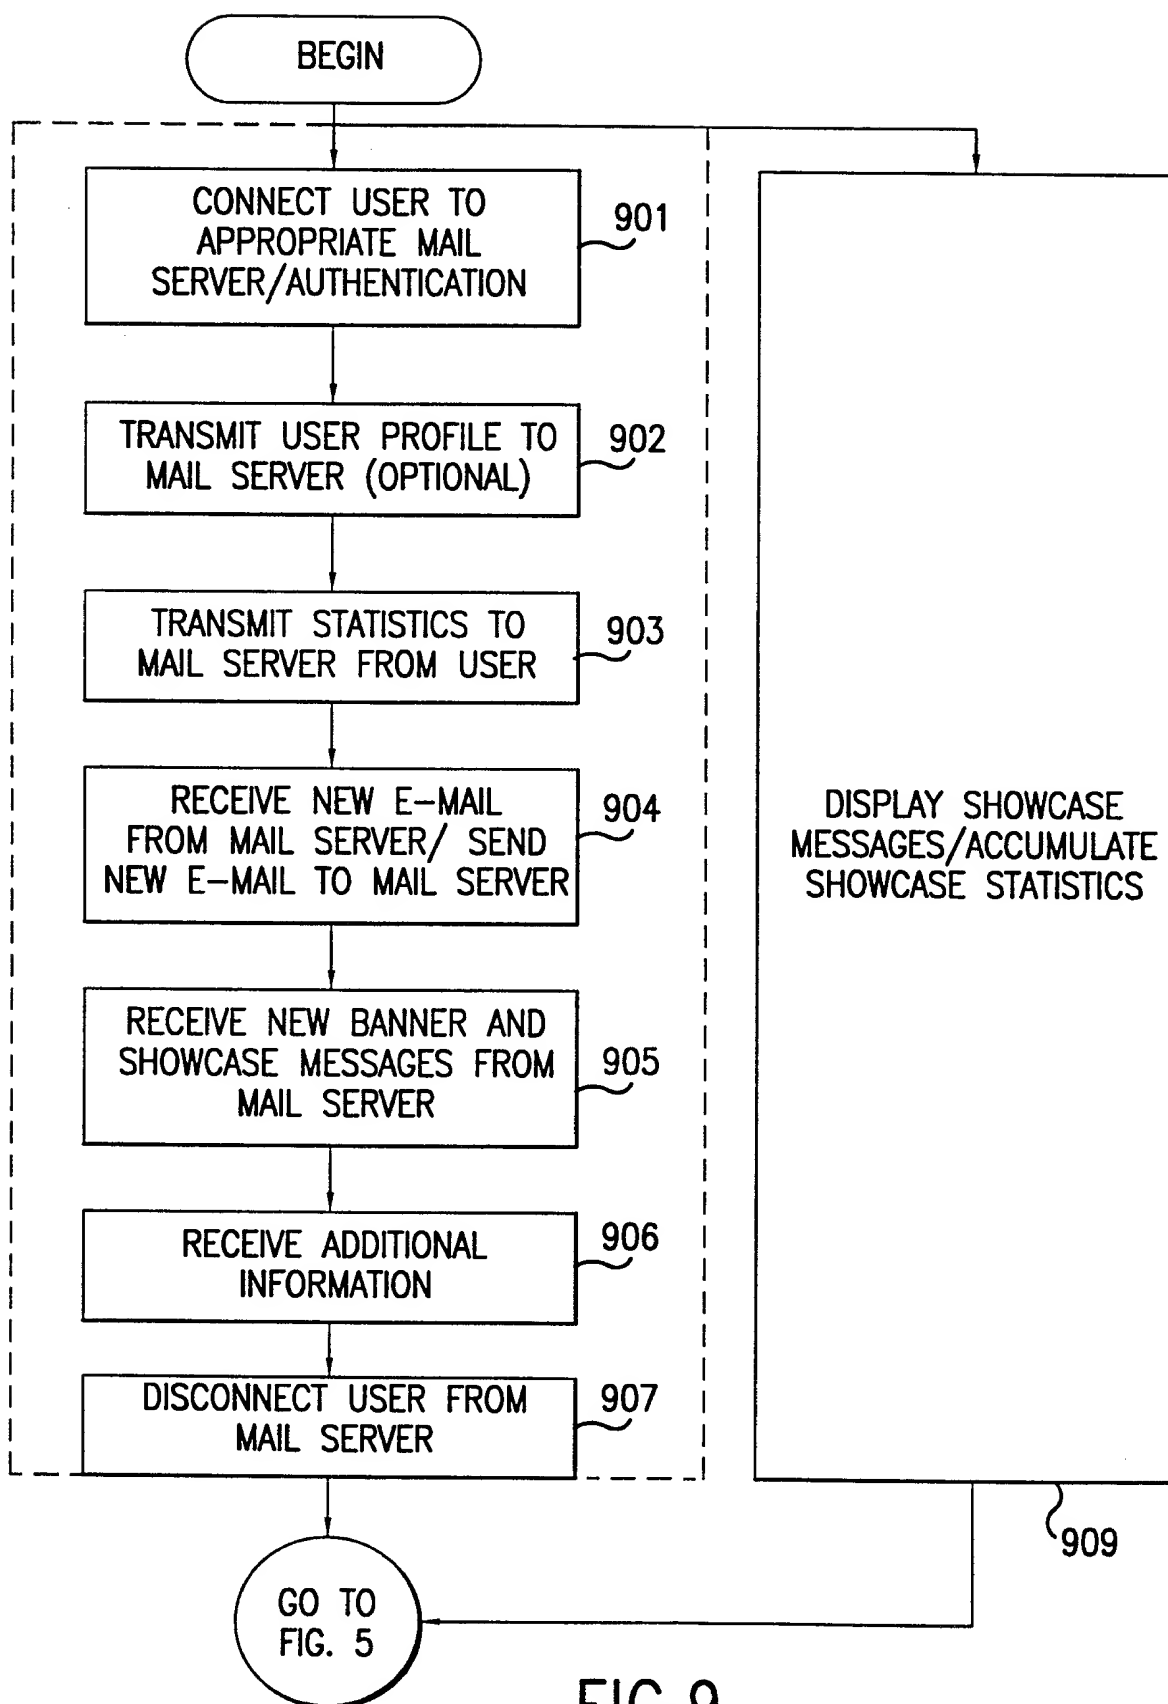 BEGIN
CONNECT USER TO
APPROPRIATE MAIL
SERVER/AUTHENTICATION
901
TRANSMIT USER PROFILE TO
MAIL SERVER (OPTIONAL)
902
TRANSMIT STATISTICS TO
MAIL SERVER FROM USER
903
RECEIVE NEW E-MAIL
FROM MAIL SERVER/ SEND
NEW E-MAIL TO MAIL SERVER
904
RECEIVE NEW BANNER AND
SHOWCASE MESSAGES FROM
MAIL SERVER
905
RECEIVE ADDITIONAL
INFORMATION
906
DISCONNECT USER FROM
MAIL SERVER
907
DISPLAY SHOWCASE
MESSAGES/ACCUMULATE
SHOWCASE STATISTICS
909
GO TO
FIG. 5
FIG. 9